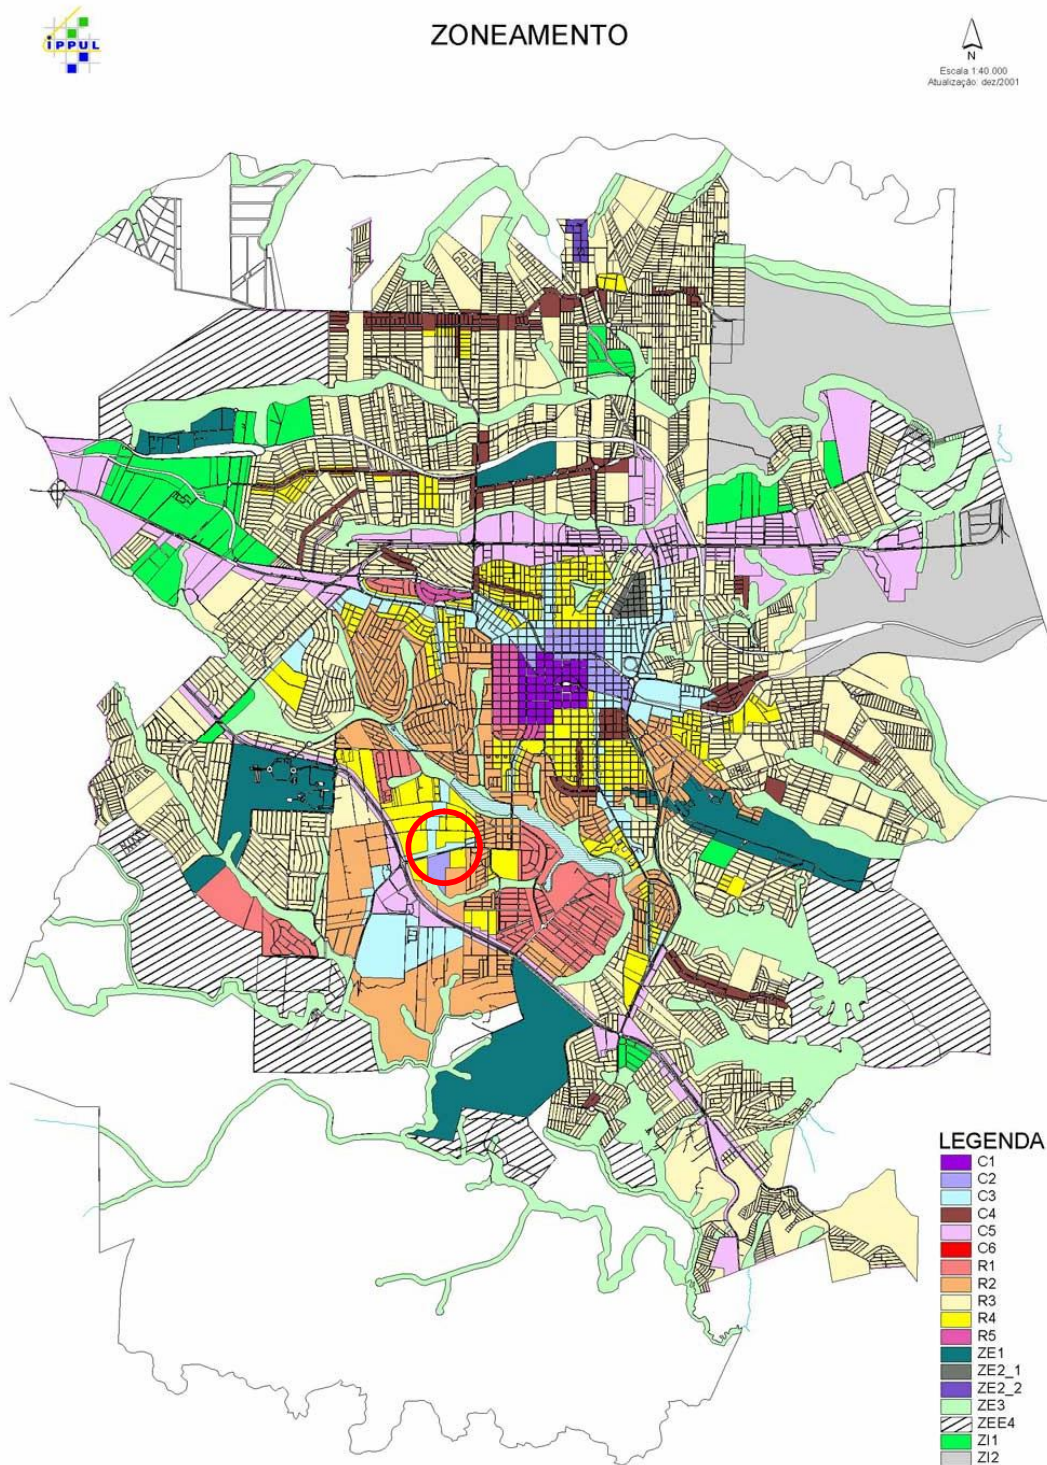 iPPUL
ZONEAMENTO
N
Escala 1:40.000
Atualização: dez/2001
LEGENDA
C1
C2
C3
C4
C5
C6
R1
R2
R3
R4
R5
ZE1
ZE2_1
ZE2_2
ZE3
ZEE4
ZI1
ZI2